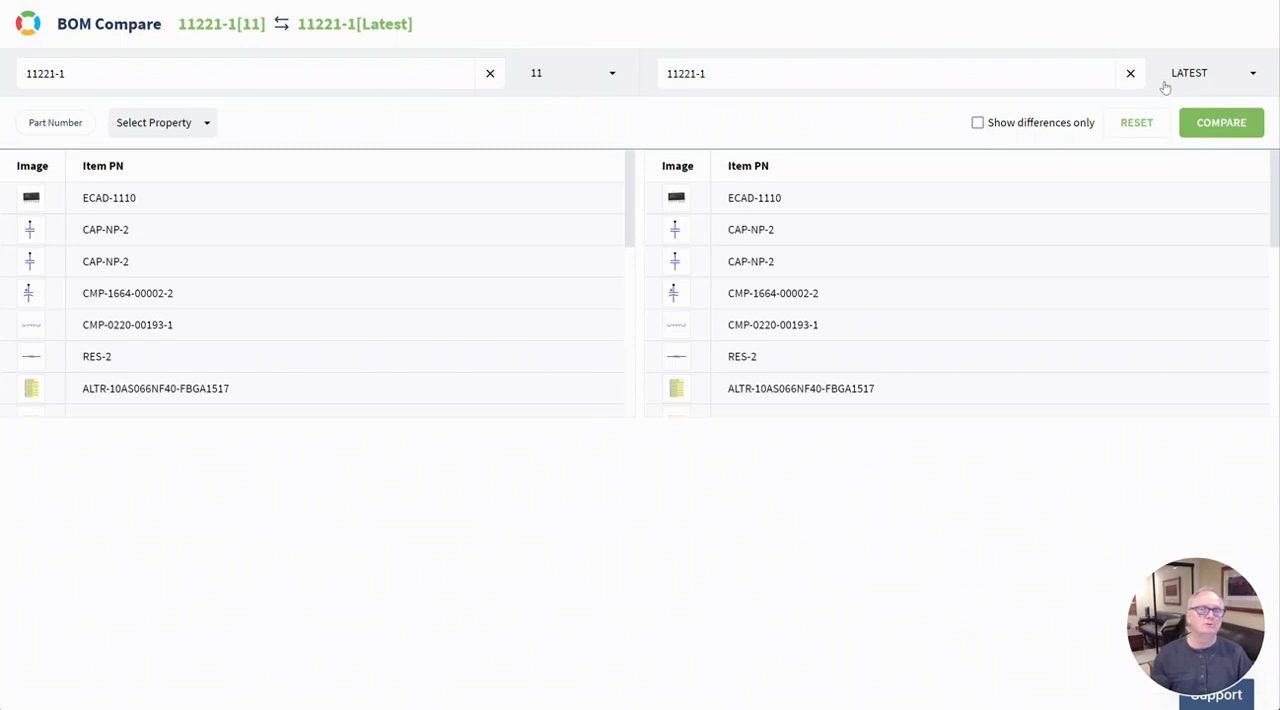 BOM Compare 11221-1[11] 11221-1[Latest]
11221-1 11 11221-1 LATEST
Part Number Select Property Show differences only RESET COMPARE
Image Item PN Image Item PN
ECAD-1110 ECAD-1110
CAP-NP-2 CAP-NP-2
CAP-NP-2 CAP-NP-2
CMP-1664-00002-2 CMP-1664-00002-2
CMP-0220-00193-1 CMP-0220-00193-1
RES-2 RES-2
ALTR-10AS066NF40-FBGA1517 ALTR-10AS066NF40-FBGA1517
Support